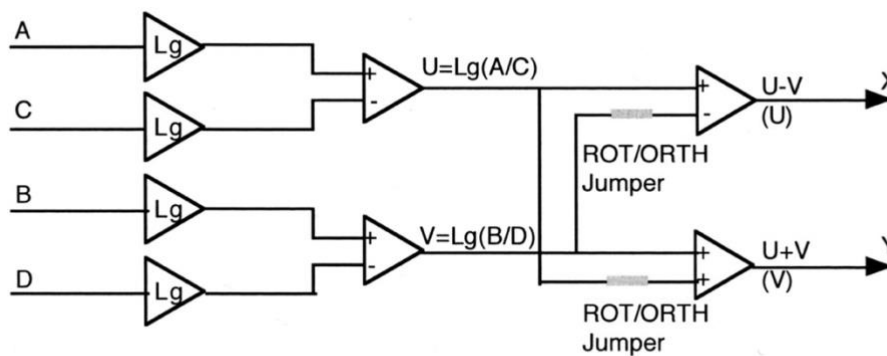 A
Lg
C
Lg
B
Lg
D
Lg
+
-
U=Lg(A/C)
+
-
V=Lg(B/D)
+
-
U-V
(U)
X
ROT/ORTH
Jumper
+
+
U+V
(V)
Y
ROT/ORTH
Jumper